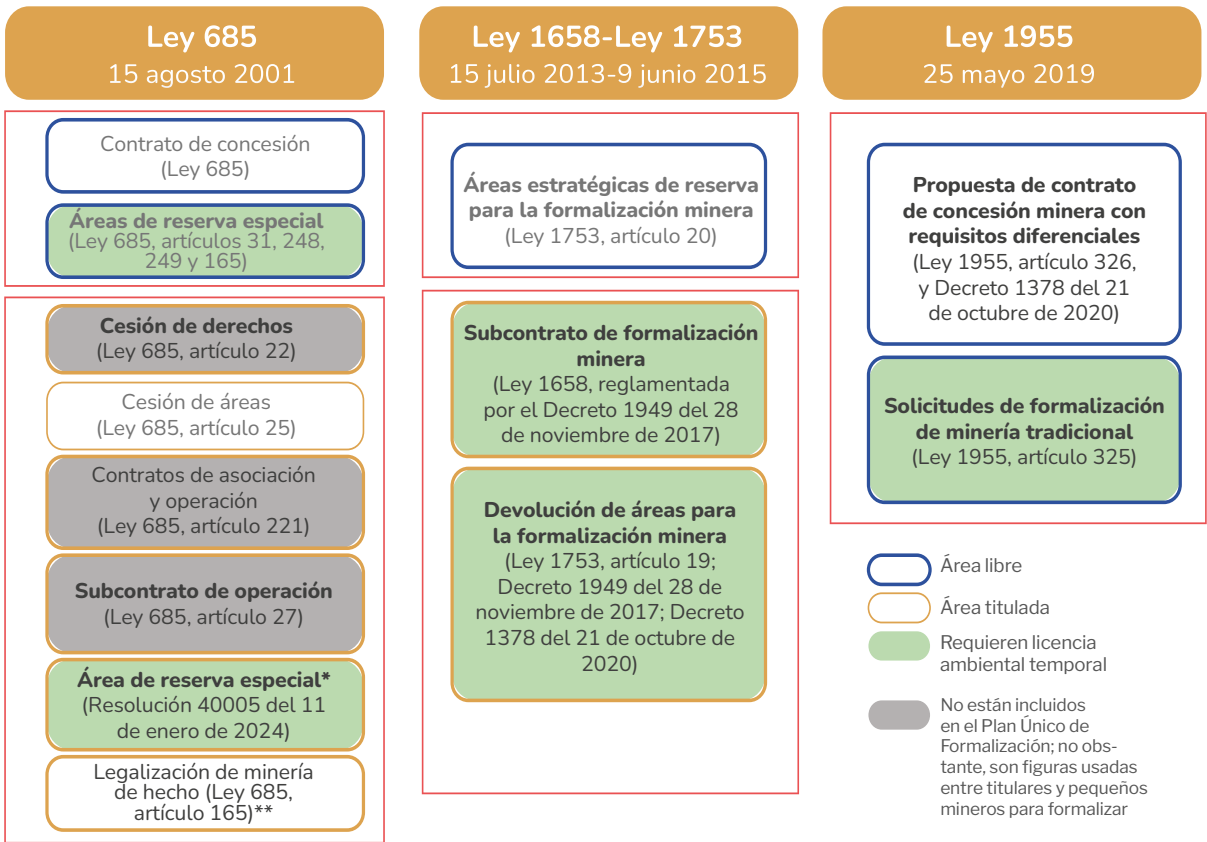 Ley 685
15 agosto 2001
Contrato de concesión
(Ley 685)
Áreas de reserva especial
(Ley 685, artículos 31, 248,
249 y 165)
Cesión de derechos
(Ley 685, artículo 22)
Cesión de áreas
(Ley 685, artículo 25)
Contratos de asociación
y operación
(Ley 685, artículo 221)
Subcontrato de operación
(Ley 685, artículo 27)
Área de reserva especial*
(Resolución 40005 del 11
de enero de 2024)
Legalización de minería
de hecho (Ley 685,
artículo 165)**
Ley 1658-Ley 1753
15 julio 2013-9 junio 2015
Áreas estratégicas de reserva
para la formalización minera
(Ley 1753, artículo 20)
Subcontrato de formalización
minera
(Ley 1658, reglamentada
por el Decreto 1949 del 28
de noviembre de 2017)
Devolución de áreas para
la formalización minera
(Ley 1753, artículo 19;
Decreto 1949 del 28 de
noviembre de 2017; Decreto
1378 del 21 de octubre de
2020)
Ley 1955
25 mayo 2019
Propuesta de contrato
de concesión minera con
requisitos diferenciales
(Ley 1955, artículo 326,
y Decreto 1378 del 21
de octubre de 2020)
Solicitudes de formalización
de minería tradicional
(Ley 1955, artículo 325)
Área libre
Área titulada
Requieren licencia
ambiental temporal
No están incluidos
en el Plan Único de
Formalización; no obs-
tante, son figuras usadas
entre titulares y pequeños
mineros para formalizar